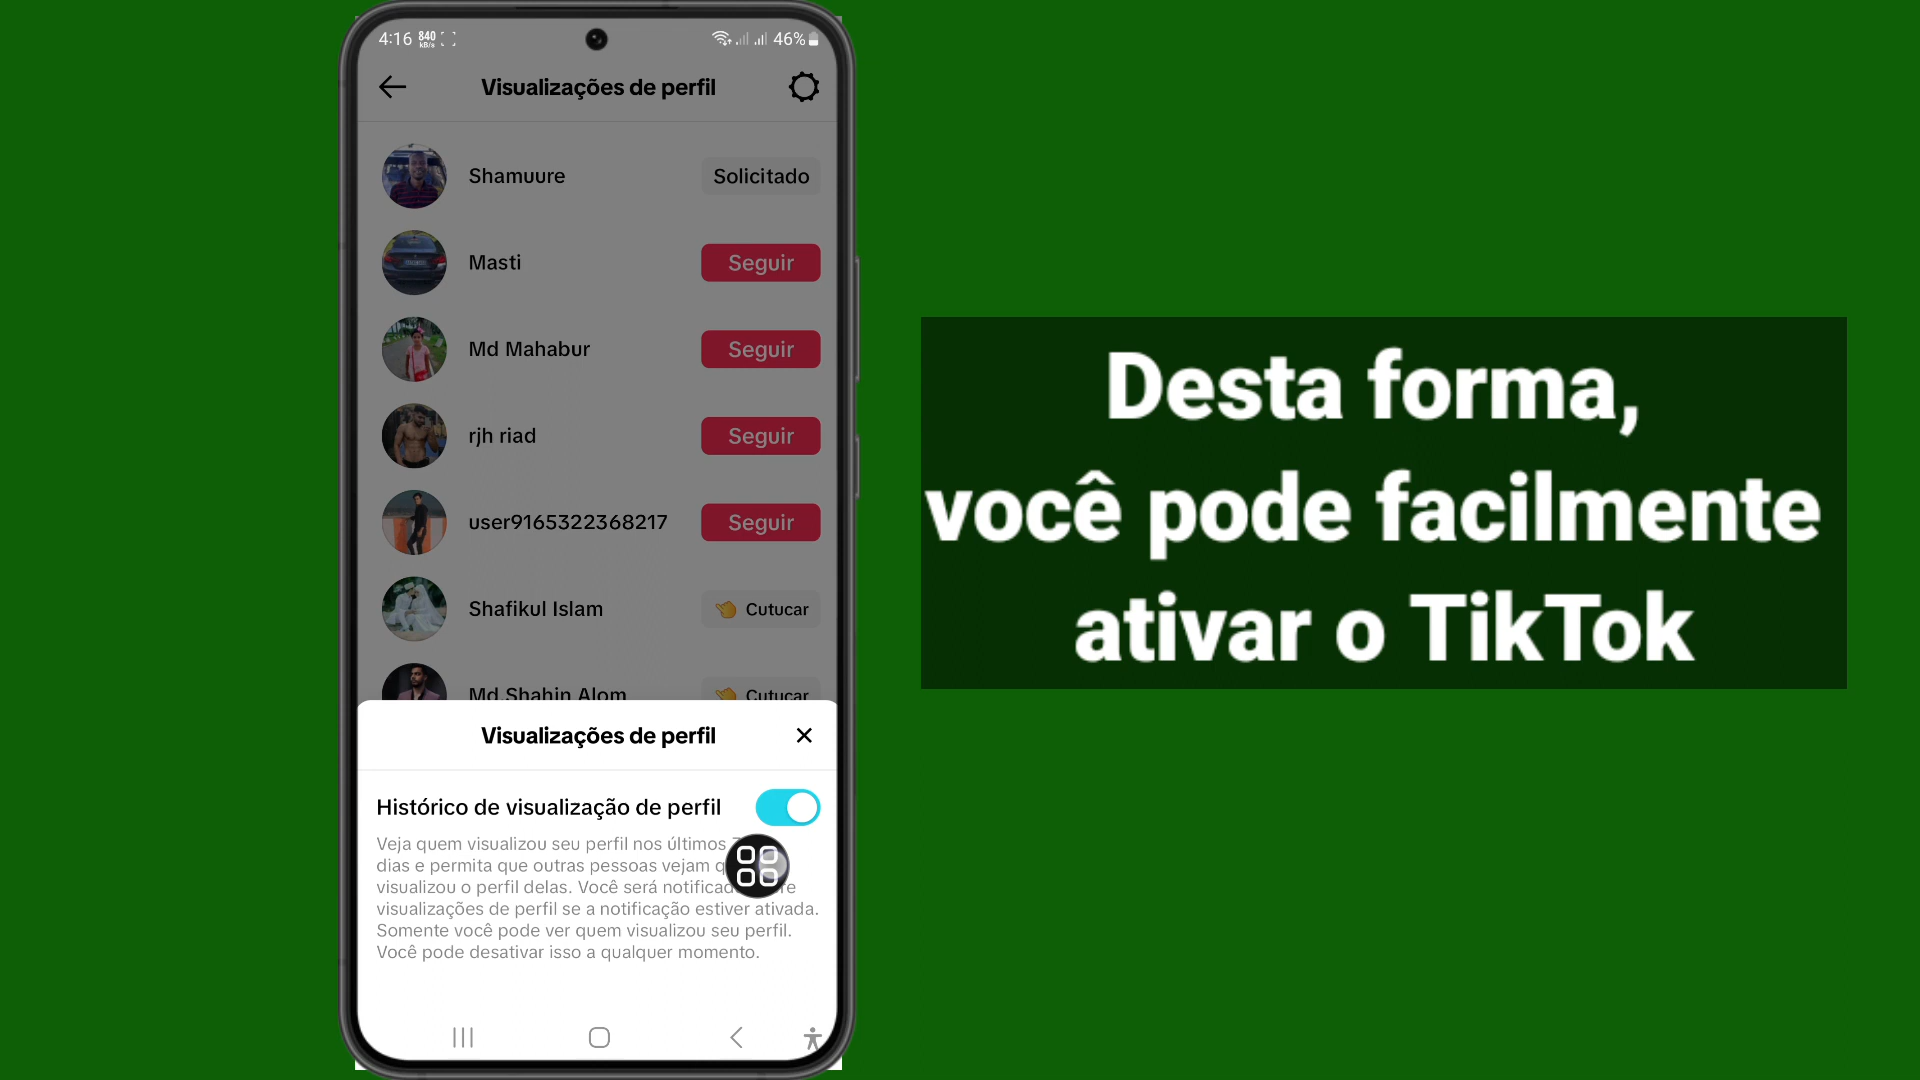 4:16 840 kB/s 46%
Visualizações de perfil
Shamuure Solicitado
Masti Seguir
Md Mahabur Seguir
rjh riad Seguir
user9165322368217 Seguir
Shafikul Islam Cutucar
Md Shahin Alom Cutucar
Visualizações de perfil
Histórico de visualização de perfil
Veja quem visualizou seu perfil nos últimos
dias e permita que outras pessoas vejam
visualizou o perfil delas. Você será
visualizações de perfil se a notificação estiver ativada.
Somente você pode ver quem visualizou seu perfil.
Você pode desativar isso a qualquer momento.
Desta forma,
você pode facilmente
ativar o TikTok